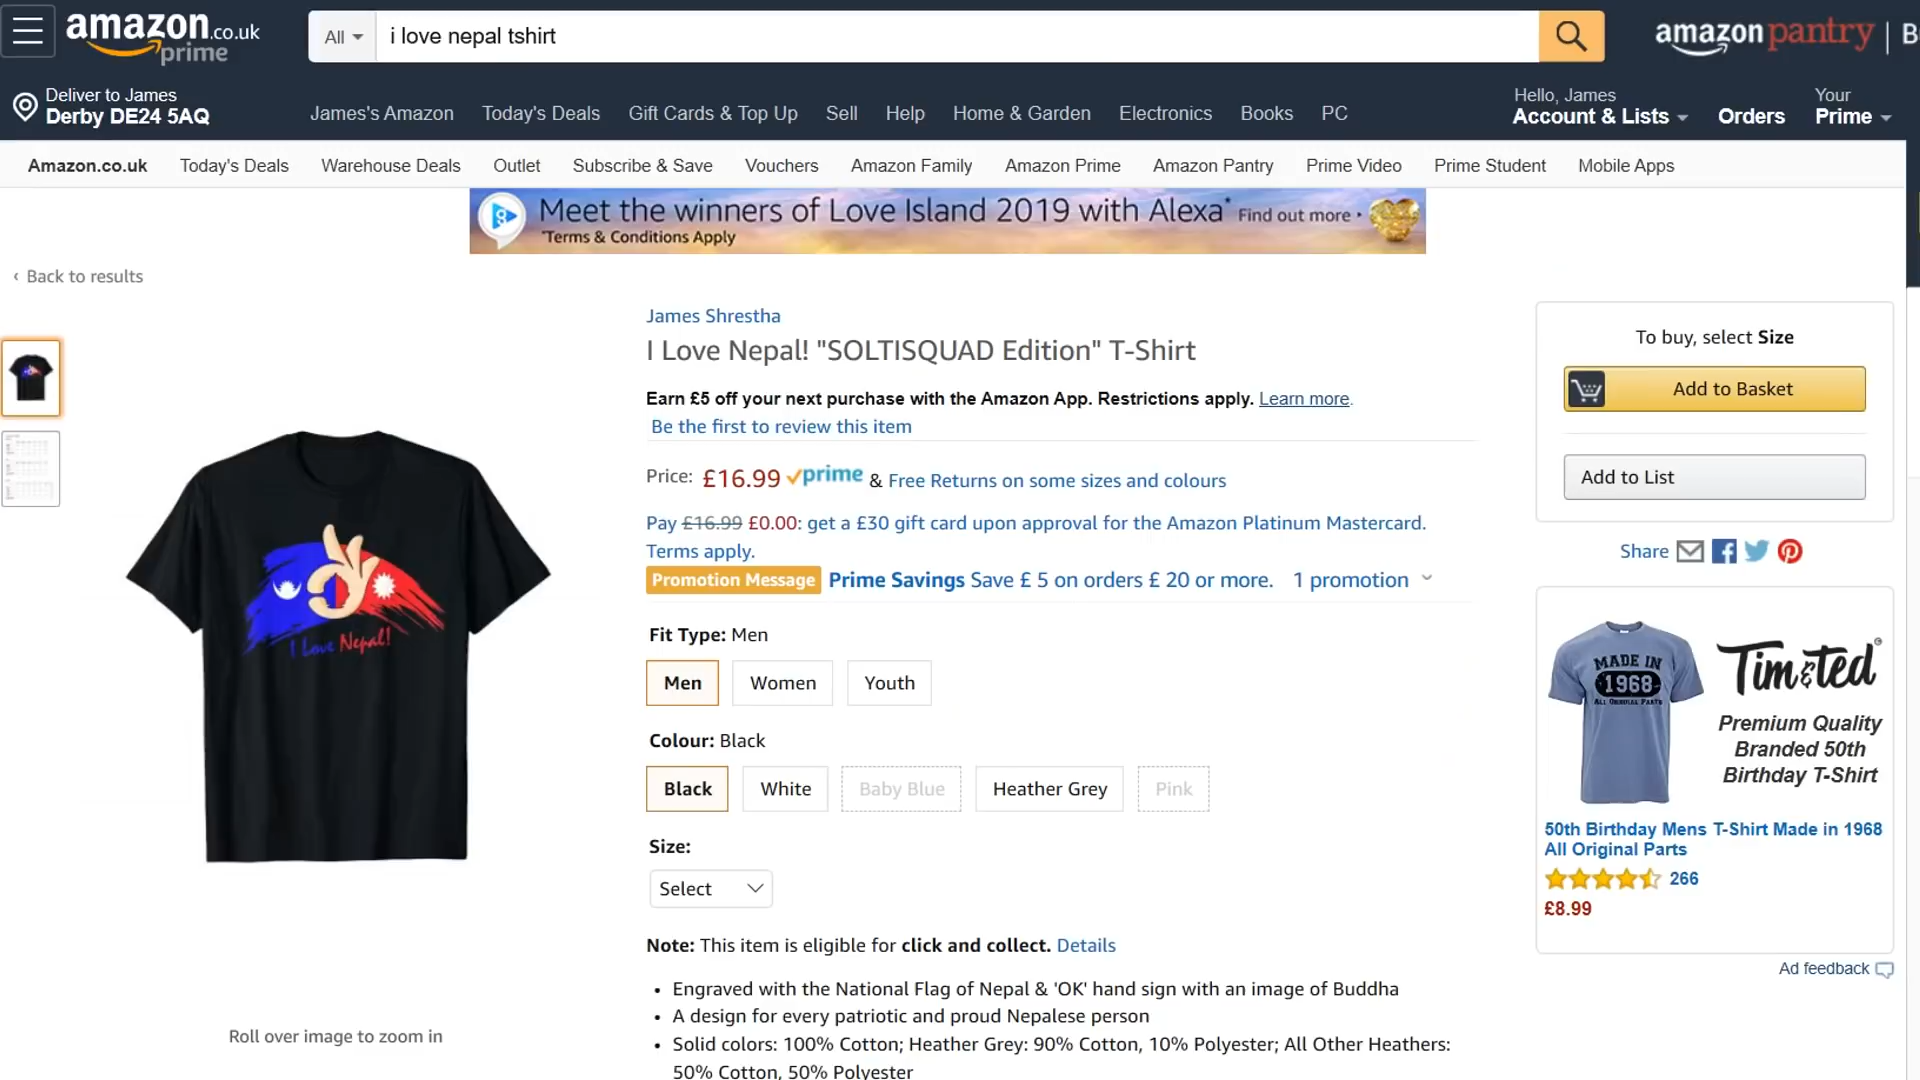 amazon.co.uk
prime
All
i love nepal tshirt
amazon pantry | B
Deliver to James
Derby DE24 5AQ
James's Amazon Today's Deals Gift Cards & Top Up Sell Help Home & Garden Electronics Books PC
Hello, James
Account & Lists
Orders
Your
Prime
Amazon.co.uk Today's Deals Warehouse Deals Outlet Subscribe & Save Vouchers Amazon Family Amazon Prime Amazon Pantry Prime Video Prime Student Mobile Apps
Meet the winners of Love Island 2019 with Alexa* Find out more
*Terms & Conditions Apply
‹ Back to results
I Love Nepal!
Roll over image to zoom in
James Shrestha
I Love Nepal! "SOLTISQUAD Edition" T-Shirt
Earn £5 off your next purchase with the Amazon App. Restrictions apply. Learn more.
Be the first to review this item
Price: £16.99 prime & Free Returns on some sizes and colours
Pay £16.99 £0.00: get a £30 gift card upon approval for the Amazon Platinum Mastercard.
Terms apply.
Promotion Message Prime Savings Save £ 5 on orders £ 20 or more. 1 promotion
Fit Type: Men
Men Women Youth
Colour: Black
Black White Baby Blue Heather Grey Pink
Size:
Select
Note: This item is eligible for click and collect. Details
• Engraved with the National Flag of Nepal & 'OK' hand sign with an image of Buddha
• A design for every patriotic and proud Nepalese person
• Solid colors: 100% Cotton; Heather Grey: 90% Cotton, 10% Polyester; All Other Heathers:
50% Cotton, 50% Polyester
To buy, select Size
Add to Basket
Add to List
Share
MADE IN
1968
ALL ORIGINAL PARTS
Tim & ted
Premium Quality
Branded 50th
Birthday T-Shirt
50th Birthday Mens T-Shirt Made in 1968
All Original Parts
266
£8.99
Ad feedback